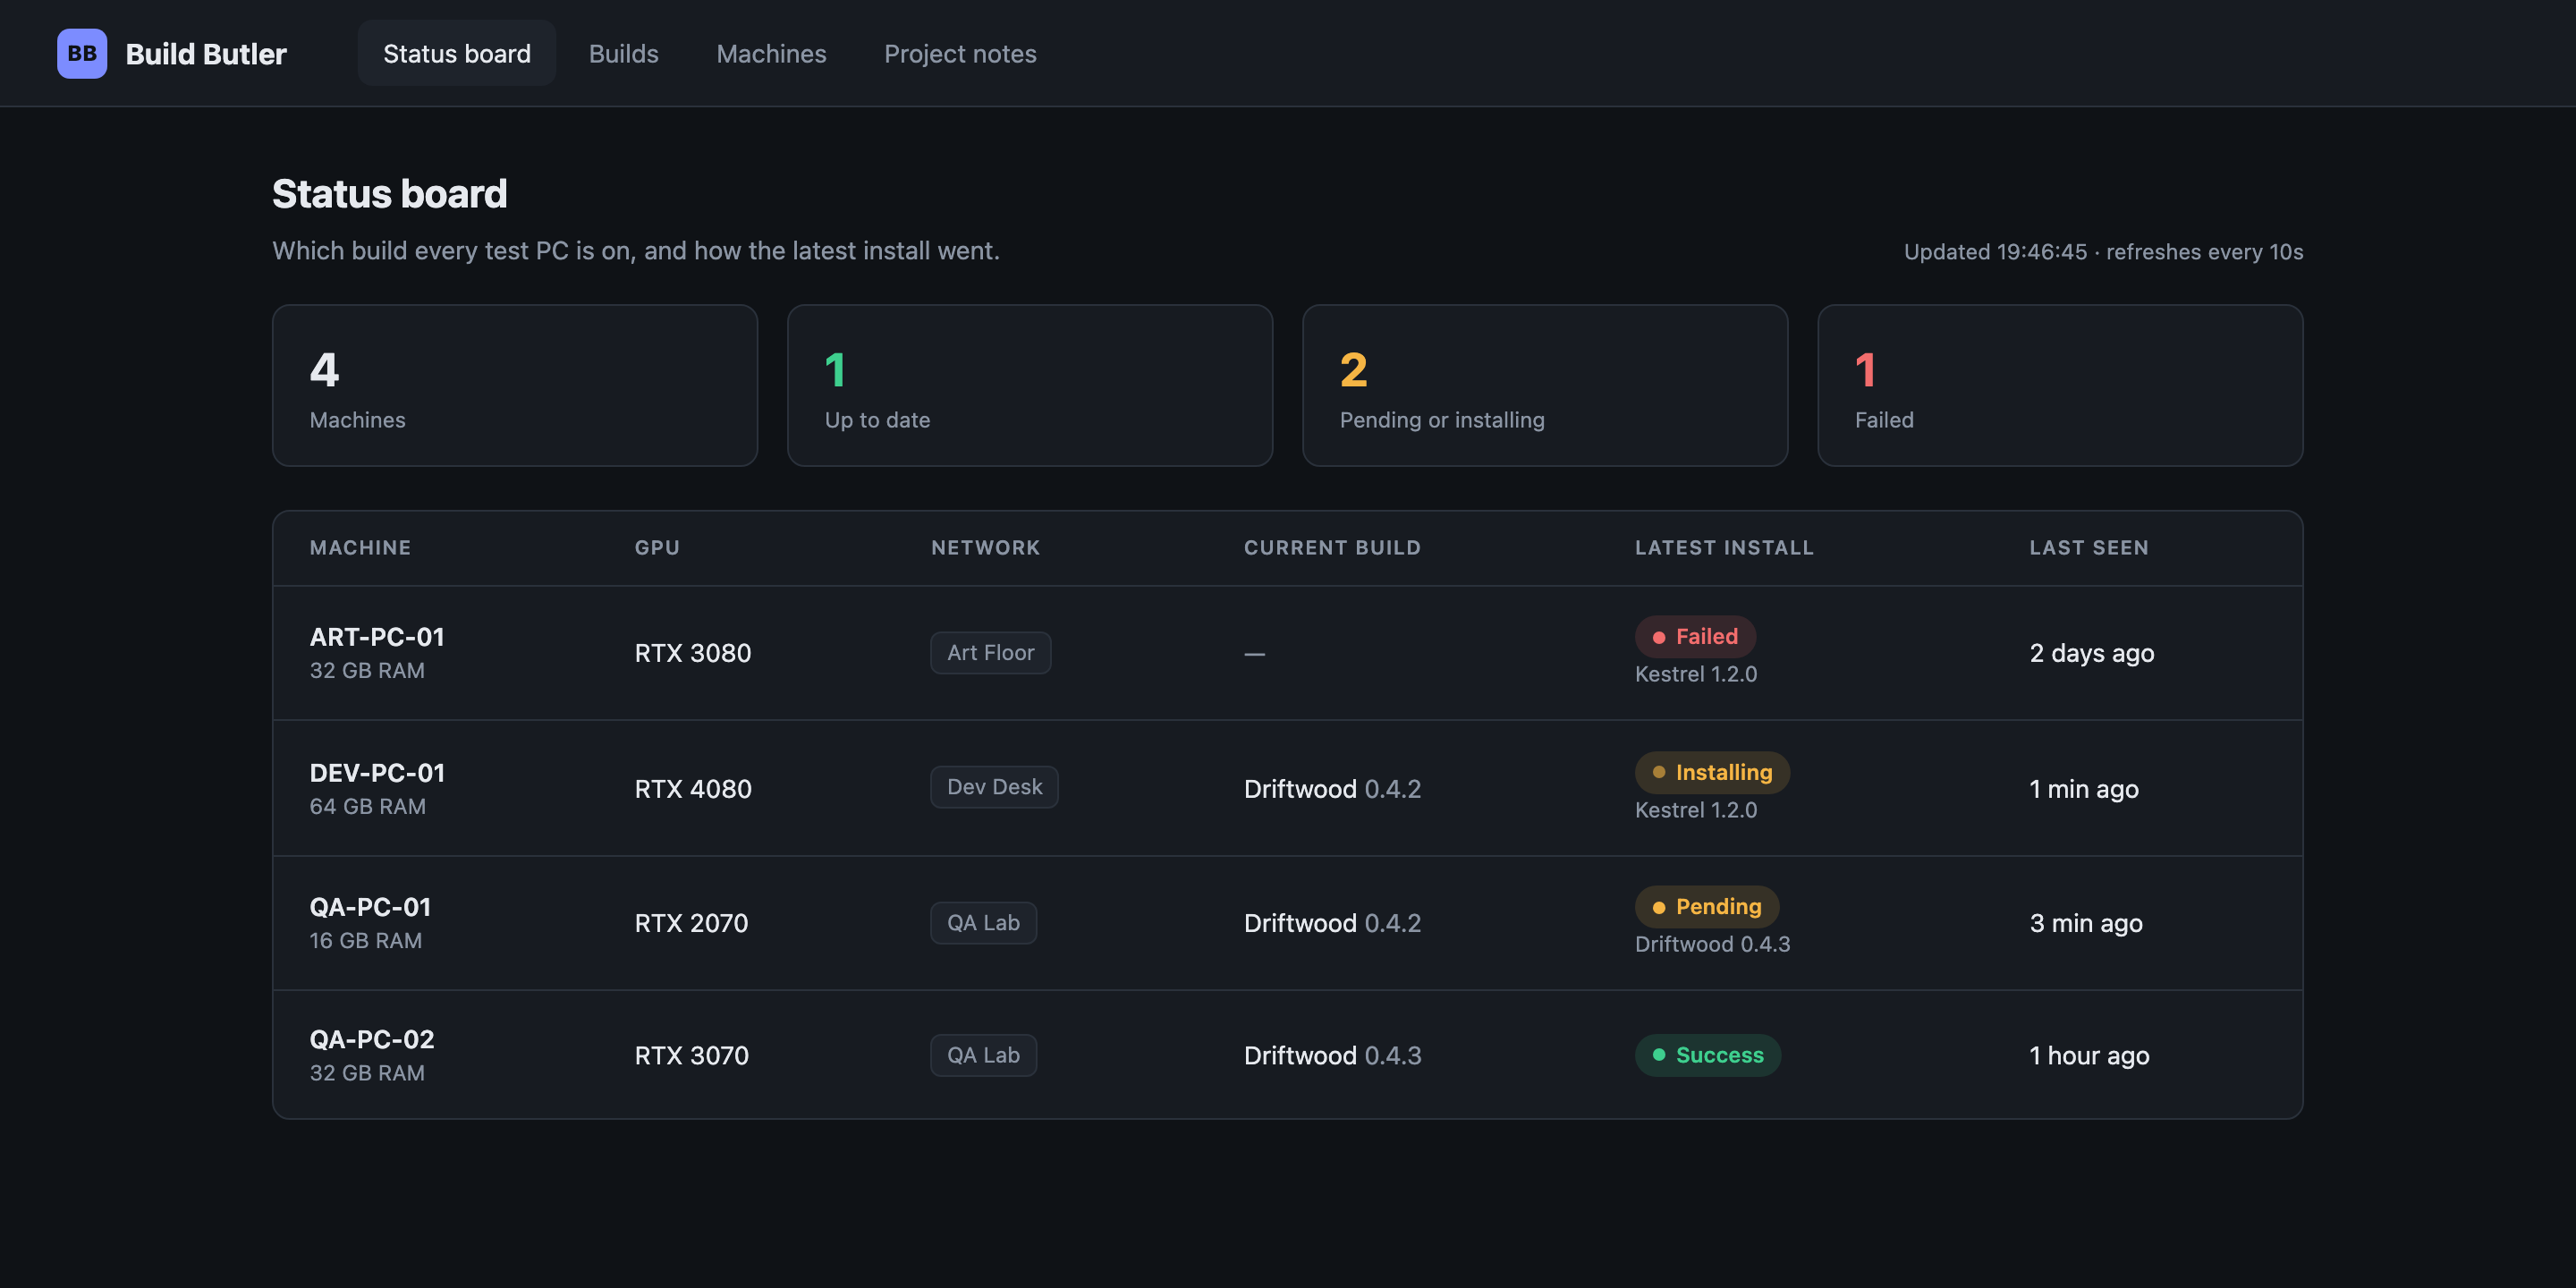 BB Build Butler Status board Builds Machines Project notes
Status board
Which build every test PC is on, and how the latest install went.
Updated 19:46:45 · refreshes every 10s
4
Machines
1
Up to date
2
Pending or installing
1
Failed
MACHINE GPU NETWORK CURRENT BUILD LATEST INSTALL LAST SEEN
ART-PC-01
32 GB RAM
RTX 3080
Art Floor
—
Failed
Kestrel 1.2.0
2 days ago
DEV-PC-01
64 GB RAM
RTX 4080
Dev Desk
Driftwood 0.4.2
Installing
Kestrel 1.2.0
1 min ago
QA-PC-01
16 GB RAM
RTX 2070
QA Lab
Driftwood 0.4.2
Pending
Driftwood 0.4.3
3 min ago
QA-PC-02
32 GB RAM
RTX 3070
QA Lab
Driftwood 0.4.3
Success
1 hour ago